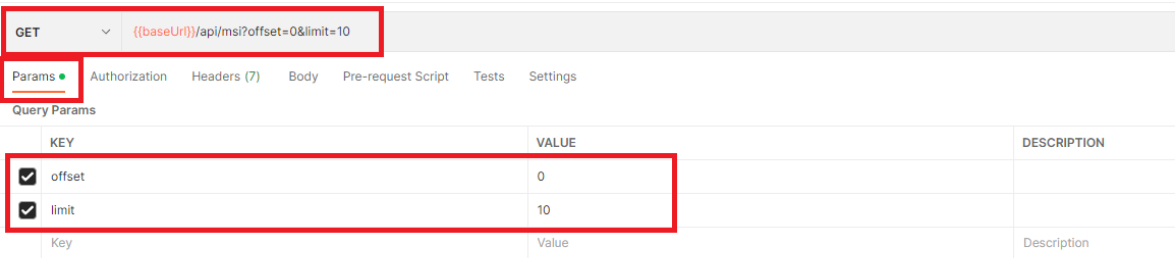 GET {{baseUrl}}/api/msi?offset=0&limit=10
Params Authorization Headers (7) Body Pre-request Script Tests Settings
Query Params
KEY VALUE DESCRIPTION
offset 0
limit 10
Key Value Description